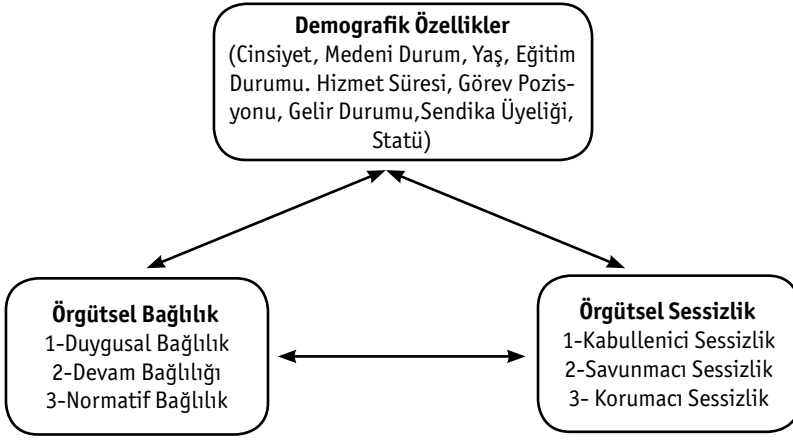 Demografik Özellikler
(Cinsiyet, Medeni Durum, Yaş, Eğitim
Durumu. Hizmet Süresi, Görev Pozis-
yonu, Gelir Durumu,Sendika Üyeliği,
Statü)
Örgütsel Bağlılık
1-Duygusal Bağlılık
2-Devam Bağlılığı
3-Normatif Bağlılık
Örgütsel Sessizlik
1-Kabullenici Sessizlik
2-Savunmacı Sessizlik
3- Korumacı Sessizlik